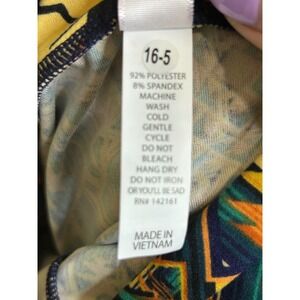 16-5
92% POLYESTER
8% SPANDEX
MACHINE
WASH
COLD
GENTLE
CYCLE
DO NOT
BLEACH
HANG DRY
DO NOT IRON
OR YOU'LL BE SAD
RN# 142161
MADE IN
VIETNAM